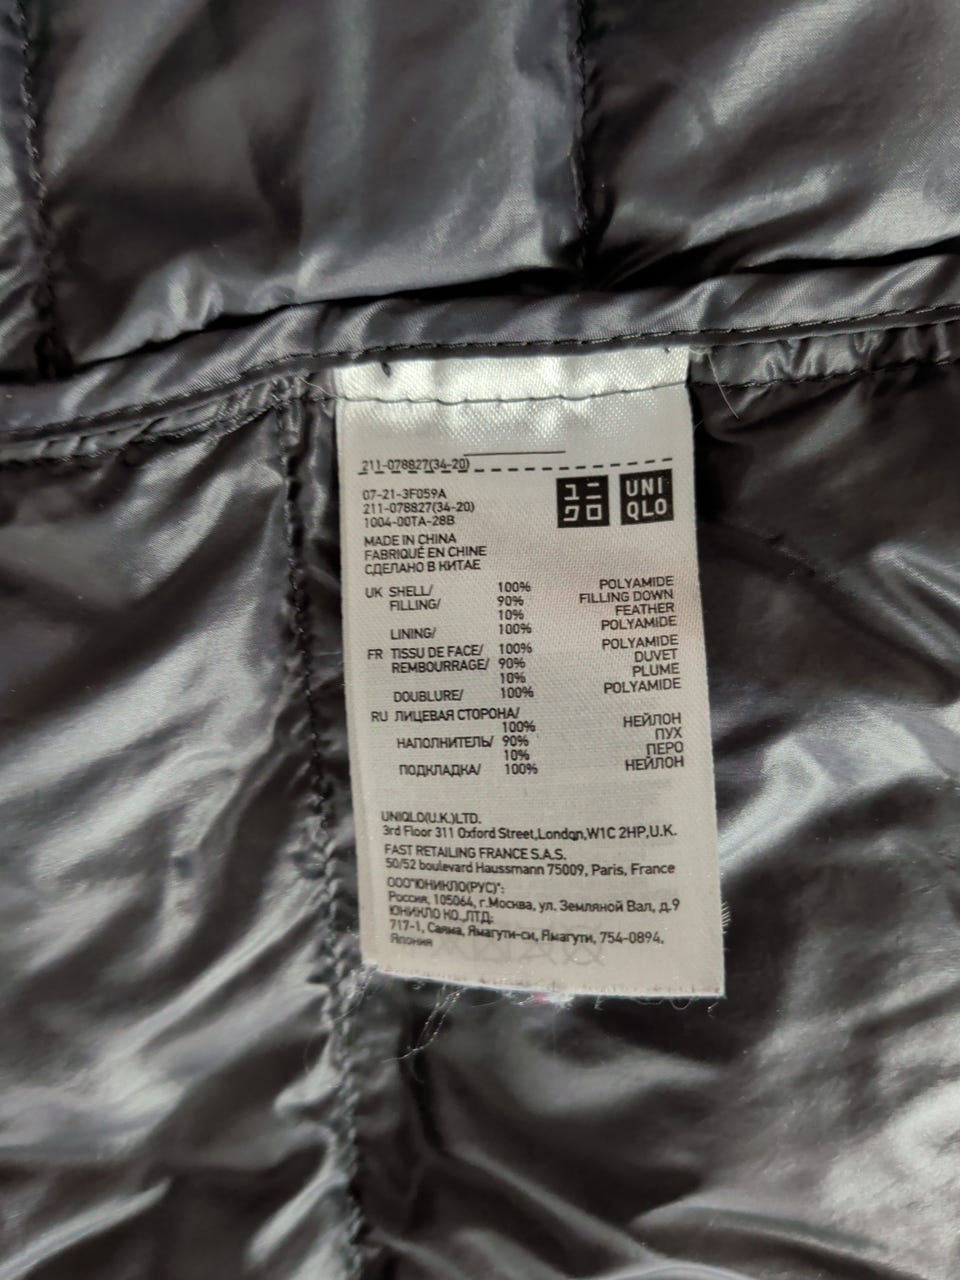 211-078827(34-20)
07-21-3F059A
211-078827(34-20)
1004-00TA-28B
ユニ
クロ
UNI
QLO
MADE IN CHINA
FABRIQUÉ EN CHINE
СДЕЛАНО В КИТАЕ
UK SHELL/ 100% POLYAMIDE
FILLING/ 90% FILLING DOWN
10% FEATHER
LINING/ 100% POLYAMIDE
FR TISSU DE FACE/ 100% POLYAMIDE
REMBOURRAGE/ 90% DUVET
10% PLUME
DOUBLURE/ 100% POLYAMIDE
RU ЛИЦЕВАЯ СТОРОНА/
100% НЕЙЛОН
НАПОЛНИТЕЛЬ/ 90% ПУХ
10% ПЕРО
ПОДКЛАДКА/ 100% НЕЙЛОН
UNIQLO(U.K.)LTD.
3rd Floor 311 Oxford Street,London,W1C 2HP,U.K.
FAST RETAILING FRANCE S.A.S.
50/52 boulevard Haussmann 75009, Paris, France
ООО"ЮНИКЛО(РУС)":
Россия, 105064, г.Москва, ул. Земляной Вал, д.9
ЮНИКЛО КО.,ЛТД:
717-1, Саяма, Ямагути-си, Ямагути, 754-0894,
Япония